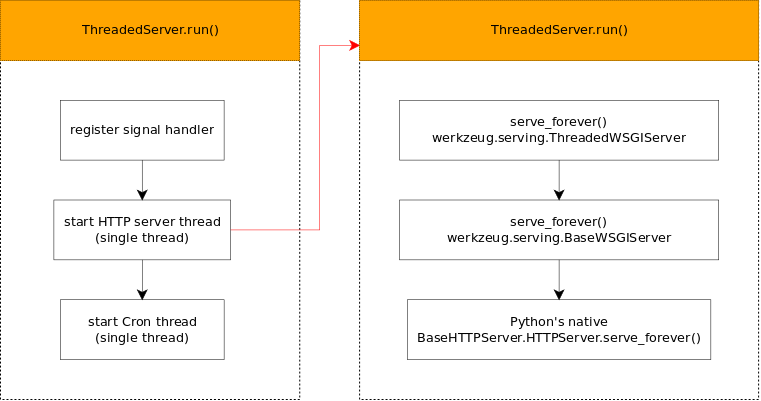 ThreadedServer.run()
register signal handler
start HTTP server thread
(single thread)
start Cron thread
(single thread)
ThreadedServer.run()
serve_forever()
werkzeug.serving.ThreadedWSGIServer
serve_forever()
werkzeug.serving.BaseWSGIServer
Python's native
BaseHTTPServer.HTTPServer.serve_forever()